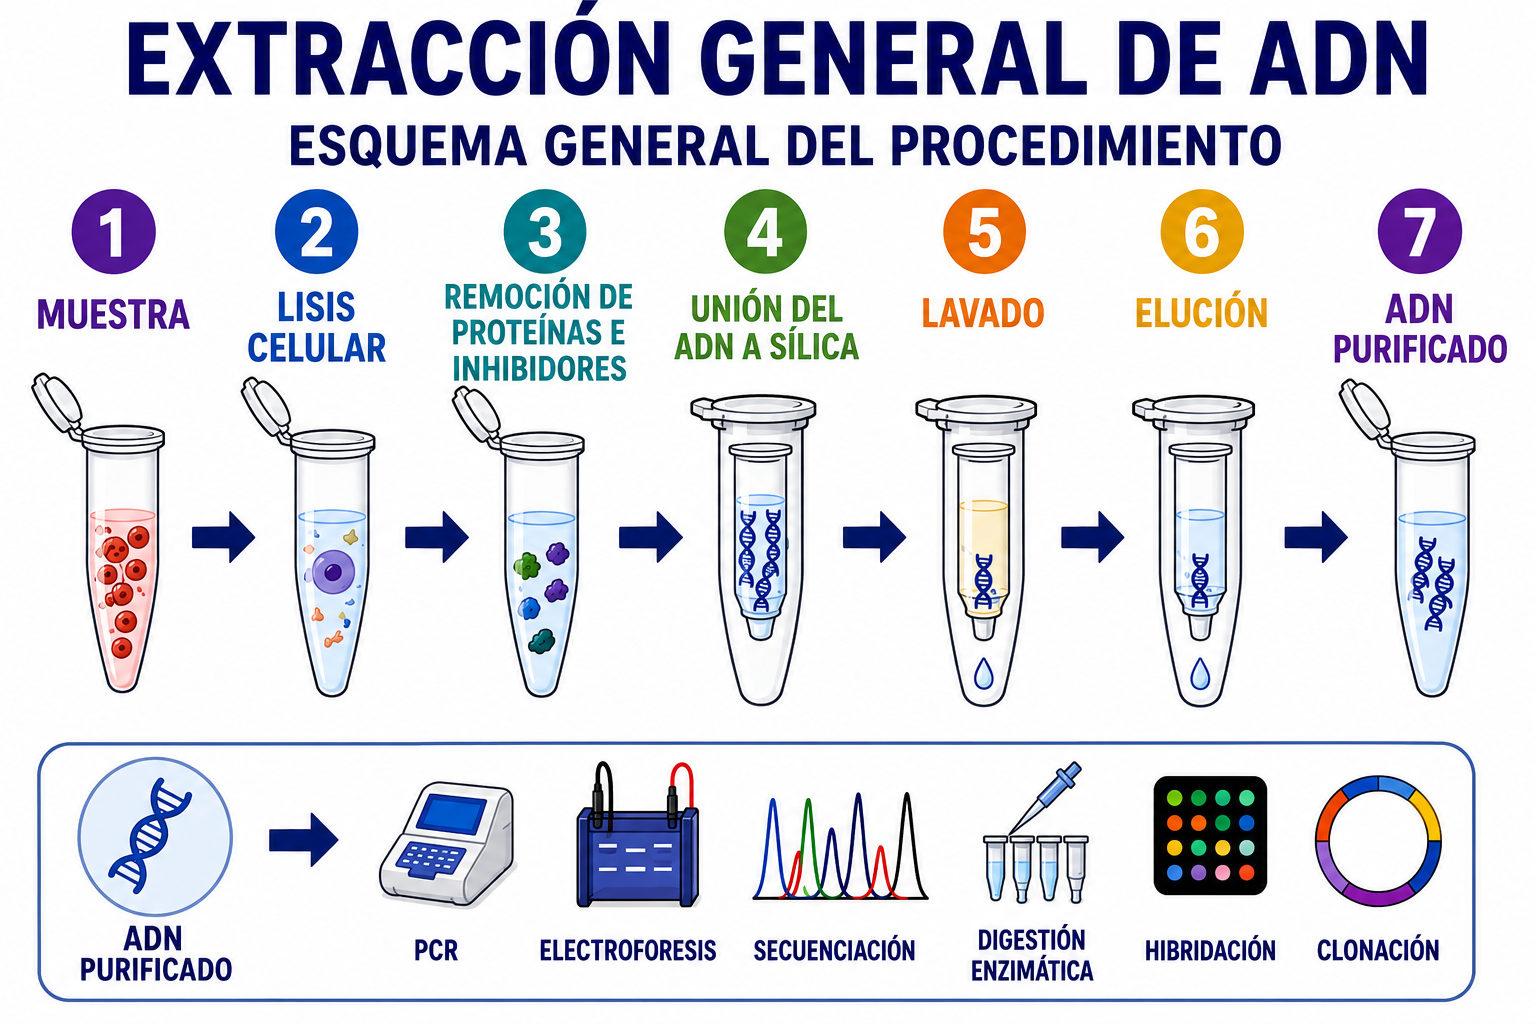 EXTRACCIÓN GENERAL DE ADN
ESQUEMA GENERAL DEL PROCEDIMIENTO
1
MUESTRA
2
LISIS
CELULAR
3
REMOCIÓN DE
PROTEÍNAS E
INHIBIDORES
4
UNIÓN DEL
ADN A SÍLICA
5
LAVADO
6
ELUCIÓN
7
ADN
PURIFICADO
ADN
PURIFICADO
PCR
ELECTROFORESIS
SECUENCIACIÓN
DIGESTIÓN
ENZIMÁTICA
HIBRIDACIÓN
CLONACIÓN